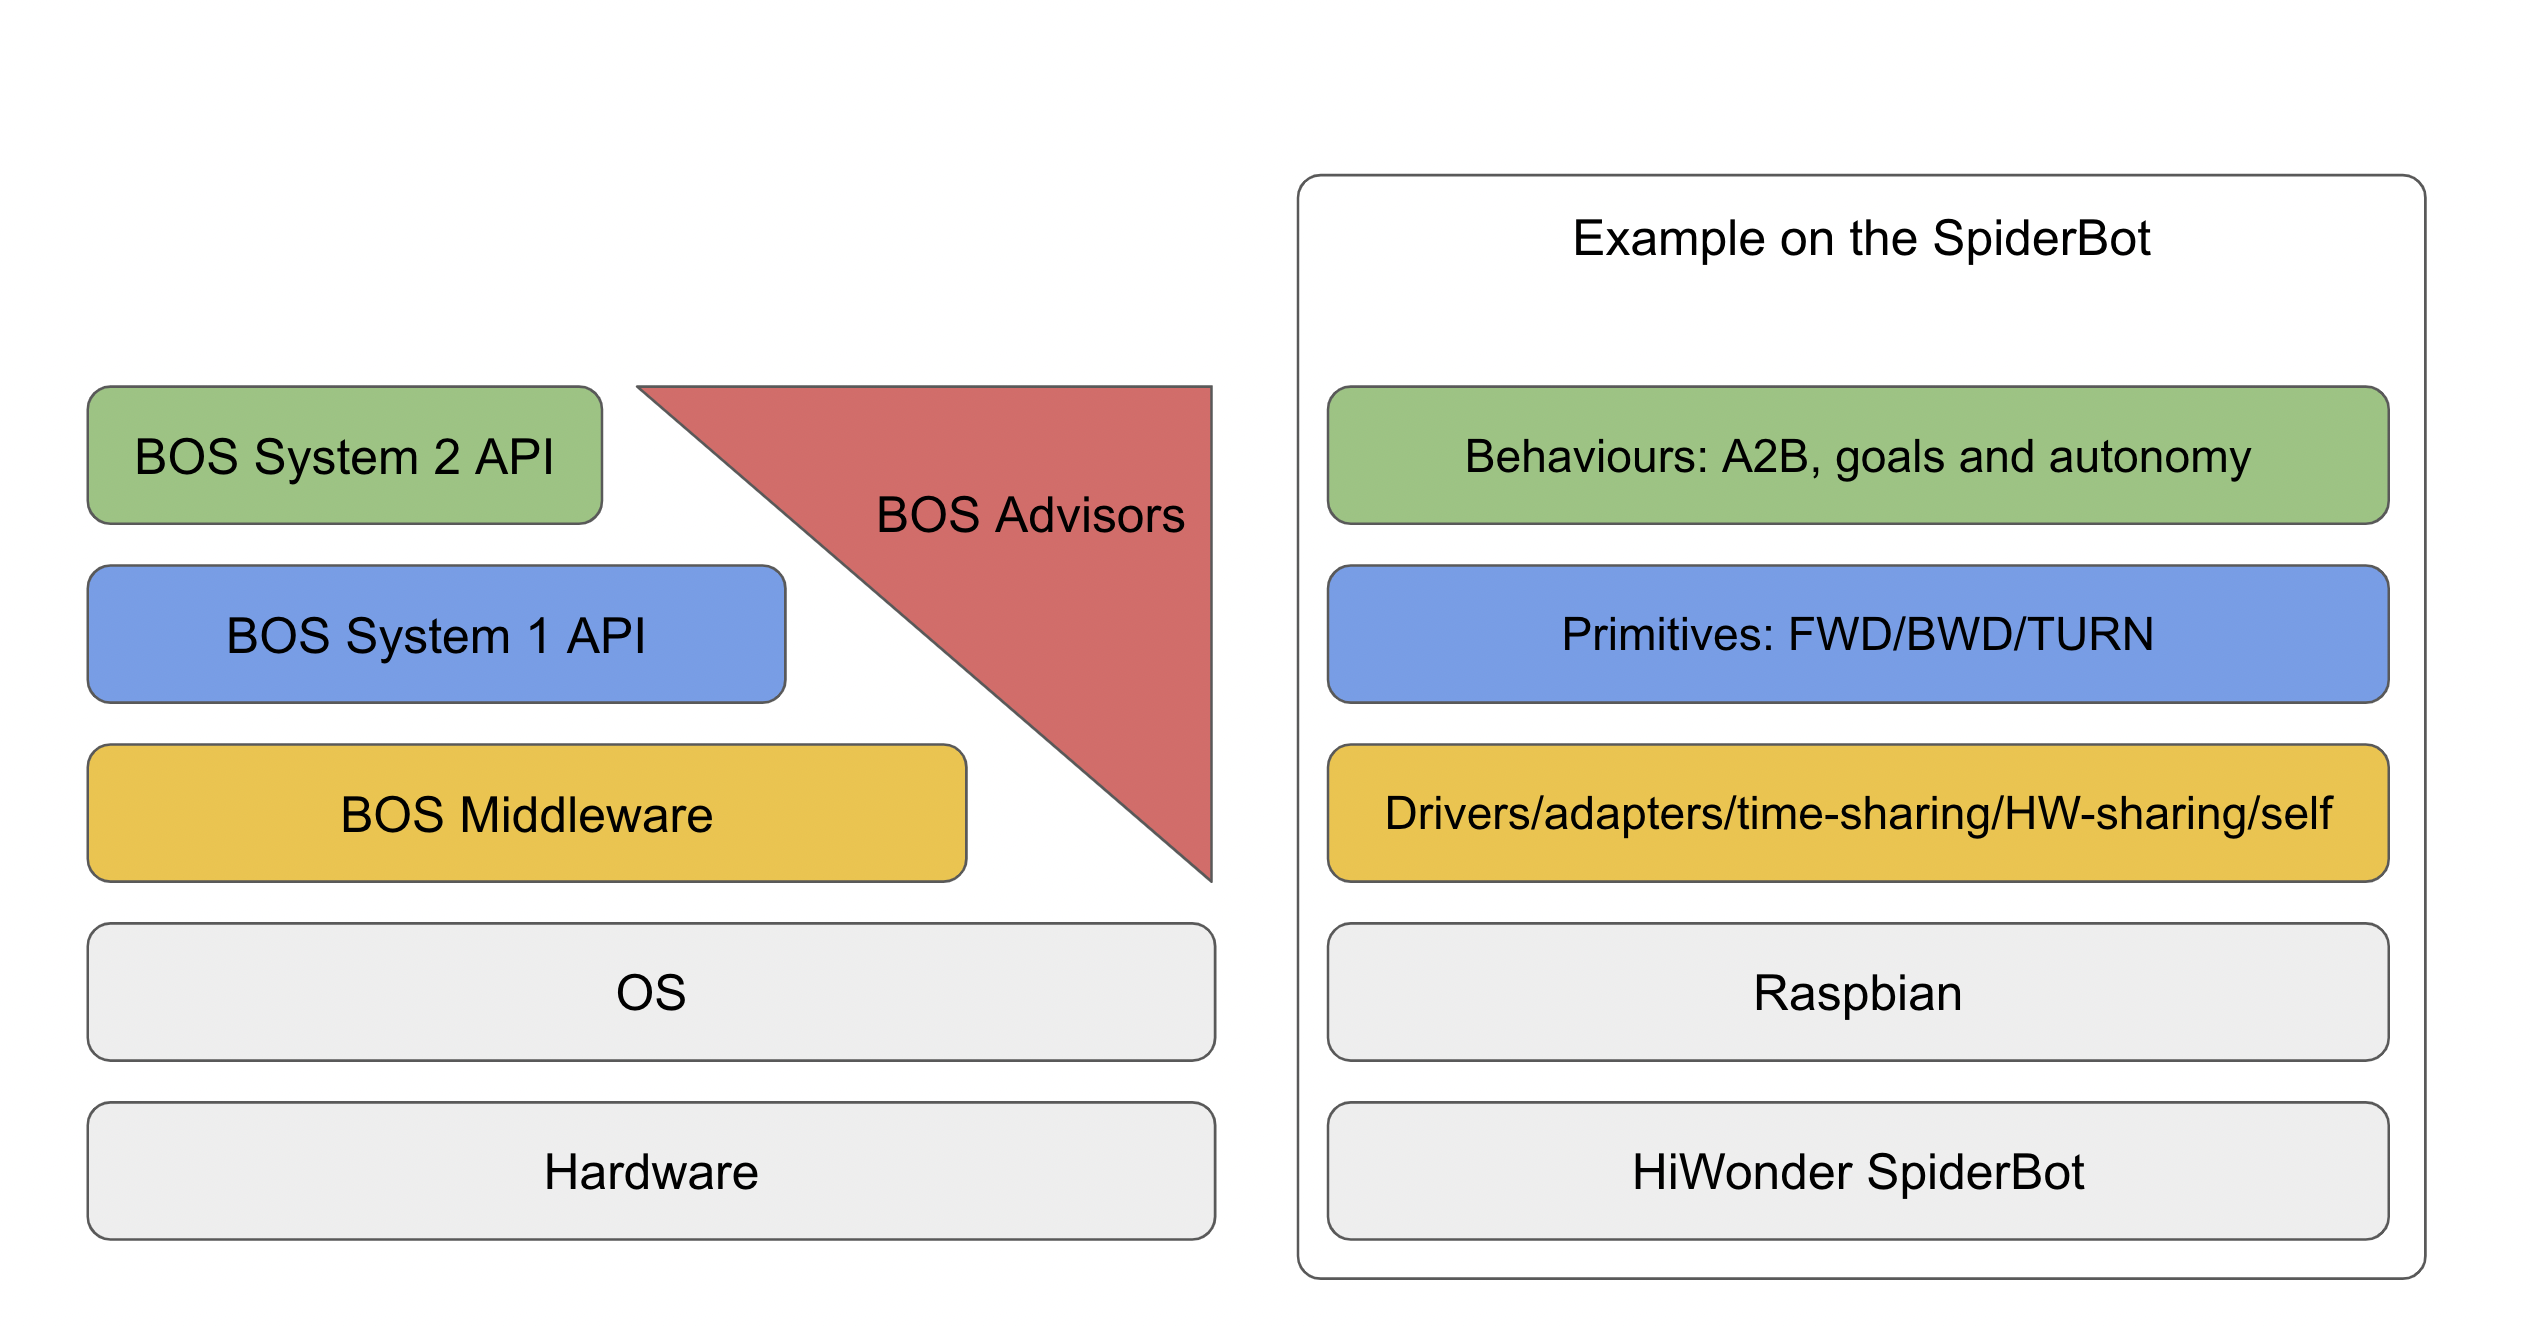 Example on the SpiderBot
BOS System 2 API
BOS Advisors
BOS System 1 API
BOS Middleware
OS
Hardware
Behaviours: A2B, goals and autonomy
Primitives: FWD/BWD/TURN
Drivers/adapters/time-sharing/HW-sharing/self
Raspbian
HiWonder SpiderBot